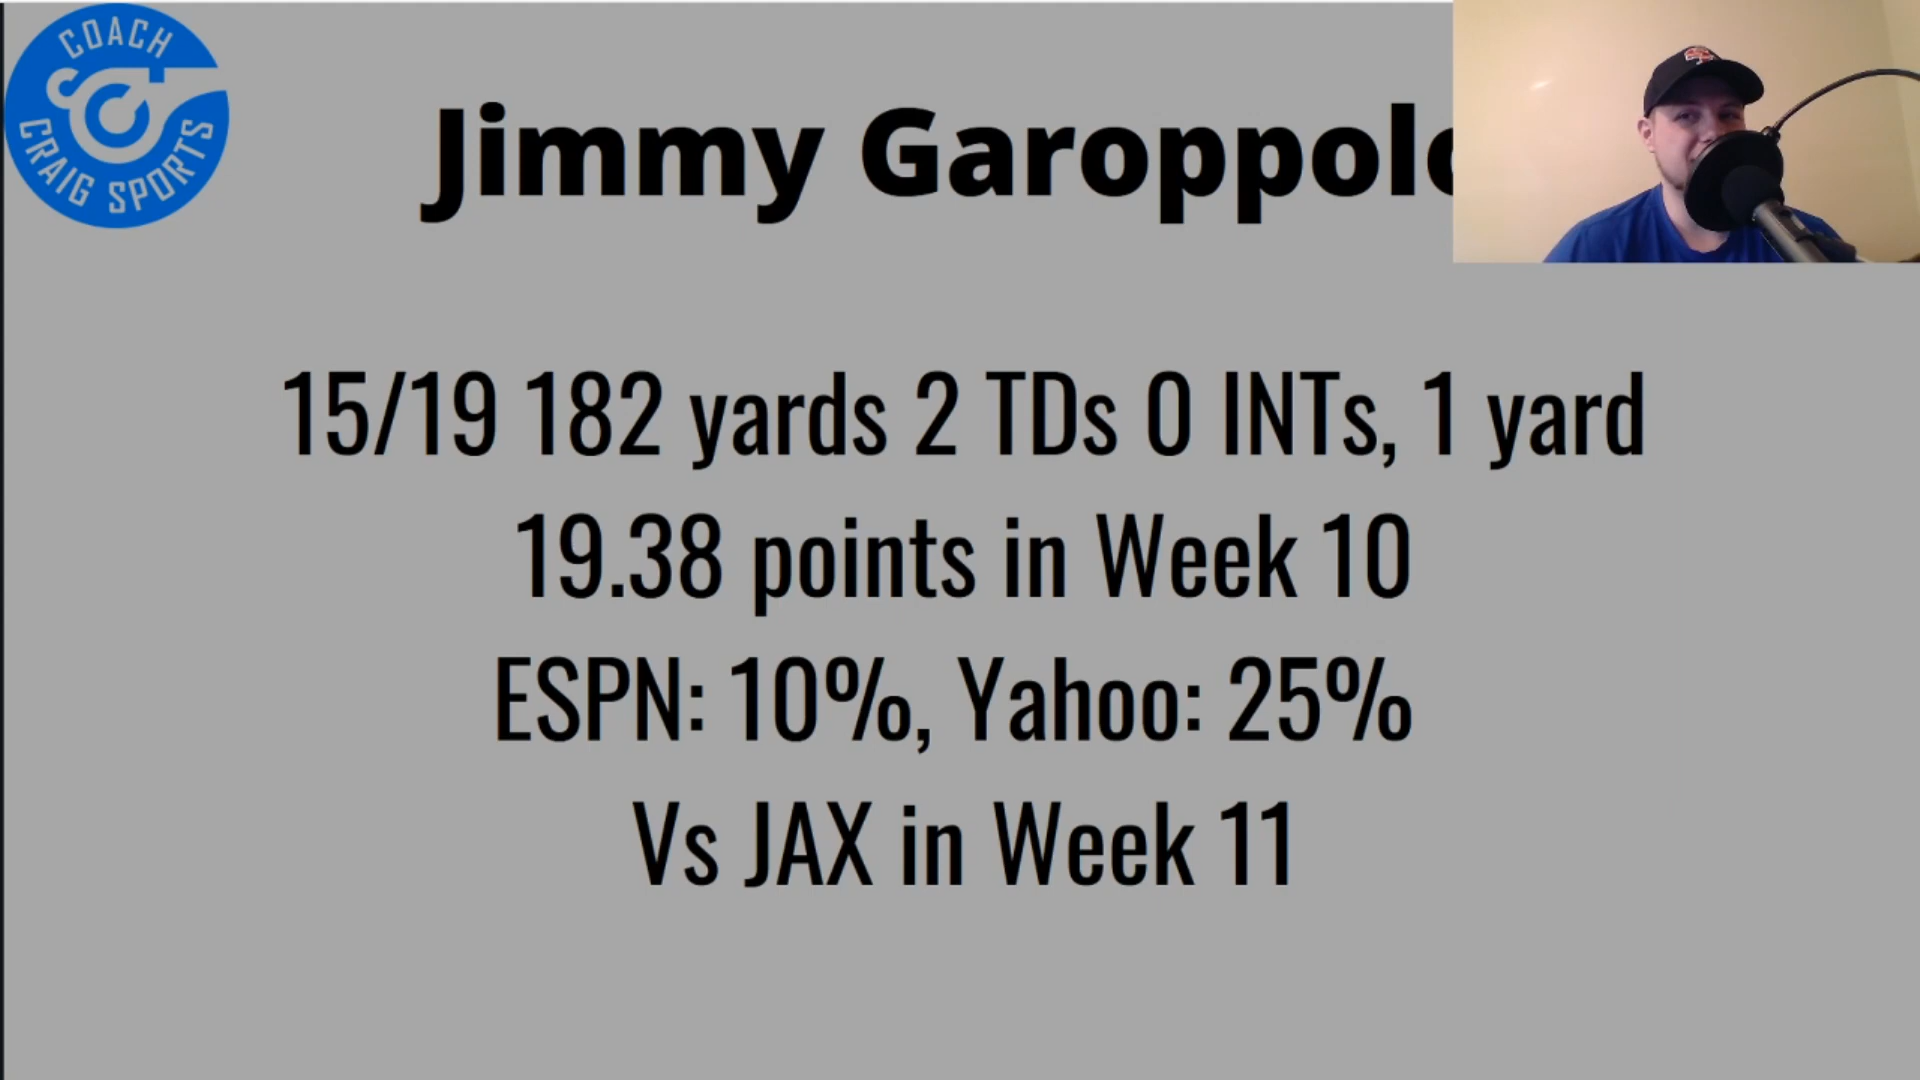 COACH
CRAIG SPORTS
Jimmy Garoppolo
15/19 182 yards 2 TDs 0 INTs, 1 yard
19.38 points in Week 10
ESPN: 10%, Yahoo: 25%
Vs JAX in Week 11